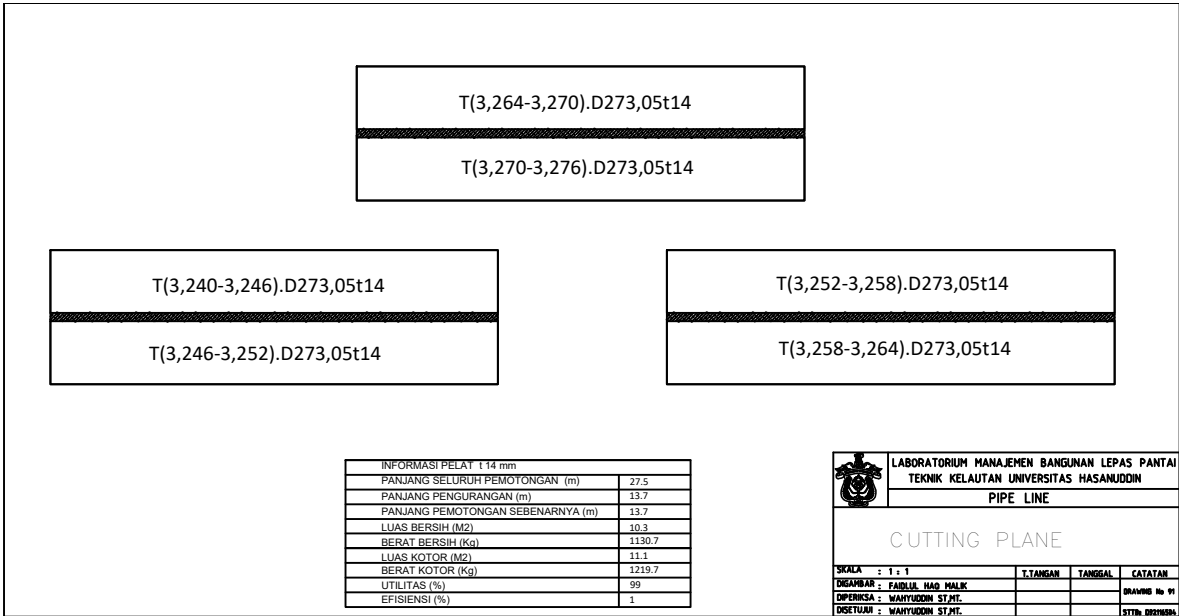 T(3,264-3,270).D273,05t14
T(3,270-3,276).D273,05t14
T(3,240-3,246).D273,05t14
T(3,246-3,252).D273,05t14
T(3,252-3,258).D273,05t14
T(3,258-3,264).D273,05t14
INFORMASI PELAT t 14 mm
PANJANG SELURUH PEMOTONGAN (m) 27.5
PANJANG PENGURANGAN (m) 13.7
PANJANG PEMOTONGAN SEBENARNYA (m) 13.7
LUAS BERSIH (M2) 10.3
BERAT BERSIH (Kg) 1130.7
LUAS KOTOR (M2) 11.1
BERAT KOTOR (Kg) 1219.7
UTILITAS (%) 99
EFISIENSI (%) 1
LABORATORIUM MANAJEMEN BANGUNAN LEPAS PANTAI
TEKNIK KELAUTAN UNIVERSITAS HASANUDDIN
PIPE LINE
CUTTING PLANE
SKALA : 1 : 1 T.TANGAN TANGGAL CATATAN
DIGAMBAR : FAIDLUL HAQ MALIK
DRAWING No 91
DIPERIKSA : WAHYUDDIN ST,MT.
DISETUJUI : WAHYUDDIN ST,MT.